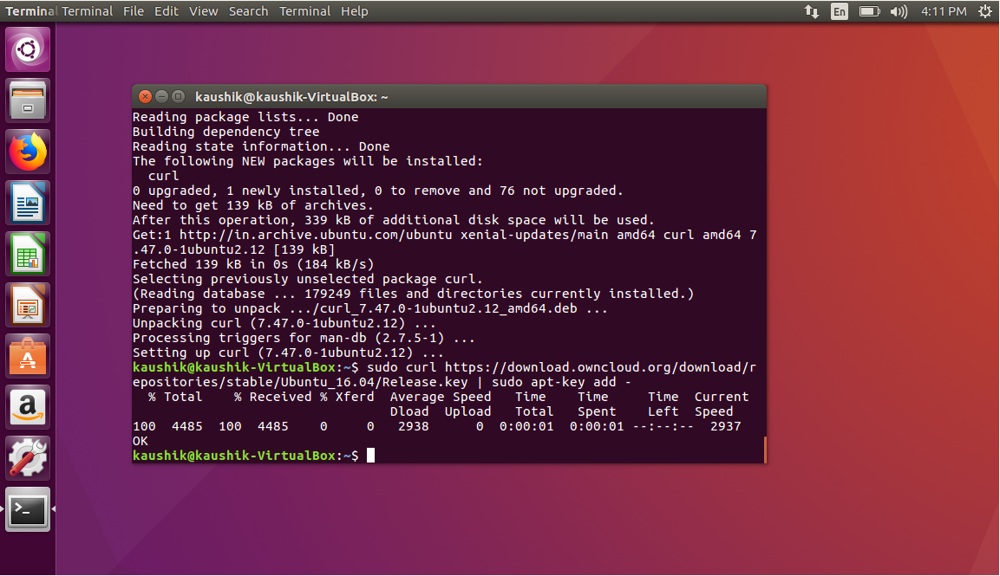 Terminal Terminal File Edit View Search Terminal Help En 4:11 PM
kaushik@kaushik-VirtualBox: ~
Reading package lists... Done
Building dependency tree
Reading state information... Done
The following NEW packages will be installed:
  curl
0 upgraded, 1 newly installed, 0 to remove and 76 not upgraded.
Need to get 139 kB of archives.
After this operation, 339 kB of additional disk space will be used.
Get:1 http://in.archive.ubuntu.com/ubuntu xenial-updates/main amd64 curl amd64 7
.47.0-1ubuntu2.12 [139 kB]
Fetched 139 kB in 0s (184 kB/s)
Selecting previously unselected package curl.
(Reading database ... 179249 files and directories currently installed.)
Preparing to unpack .../curl_7.47.0-1ubuntu2.12_amd64.deb ...
Unpacking curl (7.47.0-1ubuntu2.12) ...
Processing triggers for man-db (2.7.5-1) ...
Setting up curl (7.47.0-1ubuntu2.12) ...
kaushik@kaushik-VirtualBox:~$ sudo curl https://download.owncloud.org/download/r
epositories/stable/Ubuntu_16.04/Release.key | sudo apt-key add -
  % Total    % Received % Xferd  Average Speed   Time    Time     Time  Current
                                 Dload  Upload   Total   Spent    Left  Speed
100  4485  100  4485    0     0   2938      0  0:00:01  0:00:01 --:--:--  2937
OK
kaushik@kaushik-VirtualBox:~$